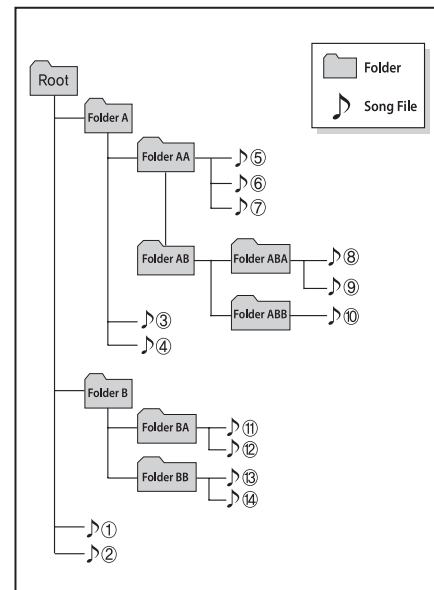 Root
Folder
Song File
Folder A
Folder AA
⑤
⑥
⑦
Folder AB
Folder ABA
⑧
⑨
Folder ABB
⑩
③
④
Folder B
Folder BA
⑪
⑫
Folder BB
⑬
⑭
①
②